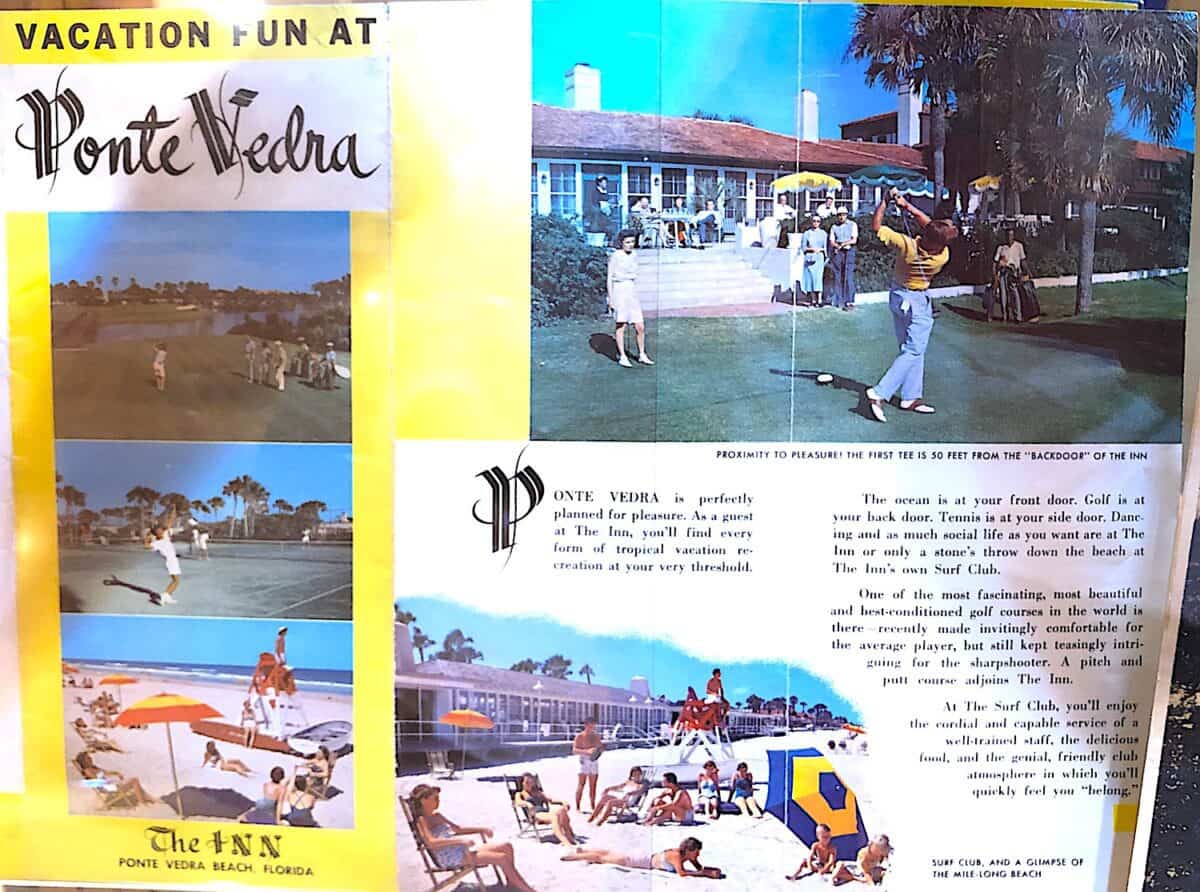 VACATION FUN AT
Ponte Vedra
The INN
PONTE VEDRA BEACH, FLORIDA
PROXIMITY TO PLEASURE! THE FIRST TEE IS 50 FEET FROM THE "BACKDOOR" OF THE INN
PONTE VEDRA is perfectly
planned for pleasure. As a guest
at The Inn, you'll find every
form of tropical vacation re-
creation at your very threshold.
The ocean is at your front door. Golf is at
your back door. Tennis is at your side door. Danc-
ing and as much social life as you want are at The
Inn or only a stone's throw down the beach at
The Inn's own Surf Club.
One of the most fascinating, most beautiful
and best-conditioned golf courses in the world is
there—recently made invitingly comfortable for
the average player, but still kept teasingly intri-
guing for the sharpshooter. A pitch and
putt course adjoins The Inn.
At The Surf Club, you'll enjoy
the cordial and capable service of a
well-trained staff, the delicious
food, and the genial, friendly club
atmosphere in which you'll
quickly feel you "belong."
SURF CLUB, AND A GLIMPSE OF
THE MILE-LONG BEACH